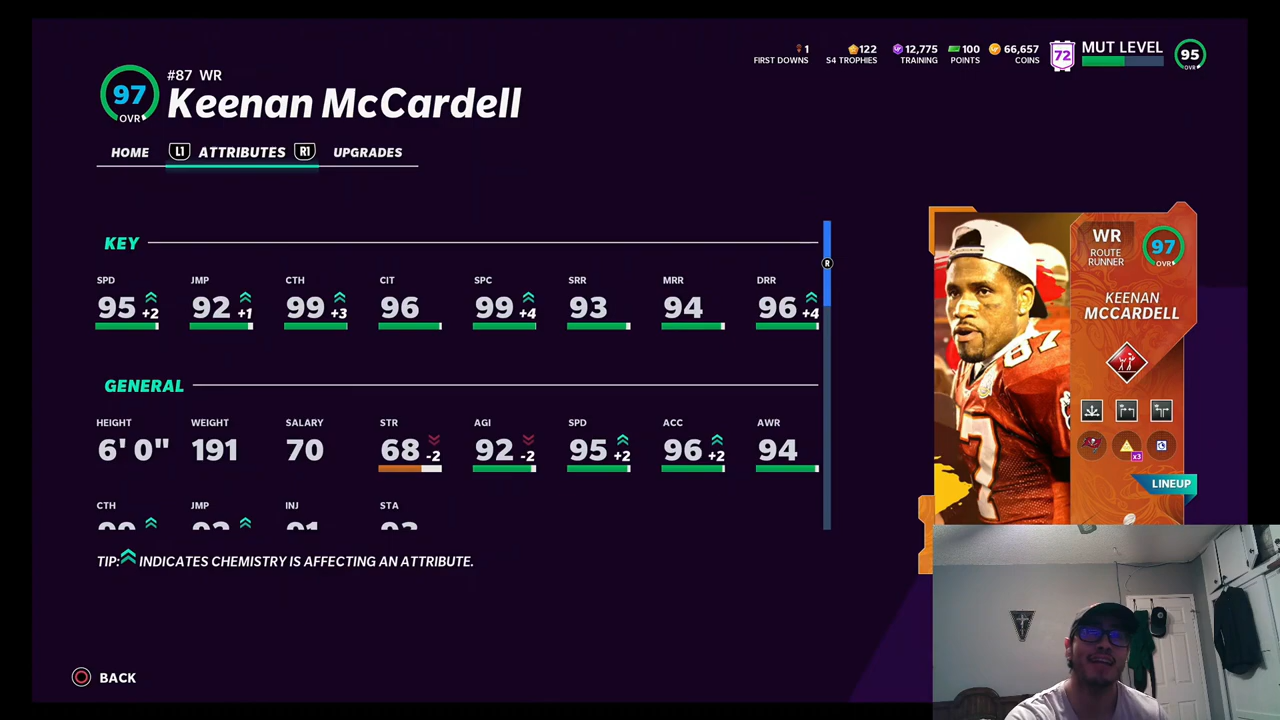 1 122 12,775 100 66,657 72 MUT LEVEL 95
FIRST DOWNS S4 TROPHIES TRAINING POINTS COINS OVR
#87 WR
97 OVR Keenan McCardell
HOME L1 ATTRIBUTES R1 UPGRADES
KEY
SPD JMP CTH CIT SPC SRR MRR DRR
95 +2 92 +1 99 +3 96 99 +4 93 94 96 +4
R
GENERAL
HEIGHT WEIGHT SALARY STR AGI SPD ACC AWR
6' 0" 191 70 68 -2 92 -2 95 +2 96 +2 94
CTH JMP INJ STA
99 92 91 93
TIP: INDICATES CHEMISTRY IS AFFECTING AN ATTRIBUTE.
BACK
WR 97
ROUTE OVR
RUNNER
KEENAN
MCCARDELL
x3
LINEUP
87